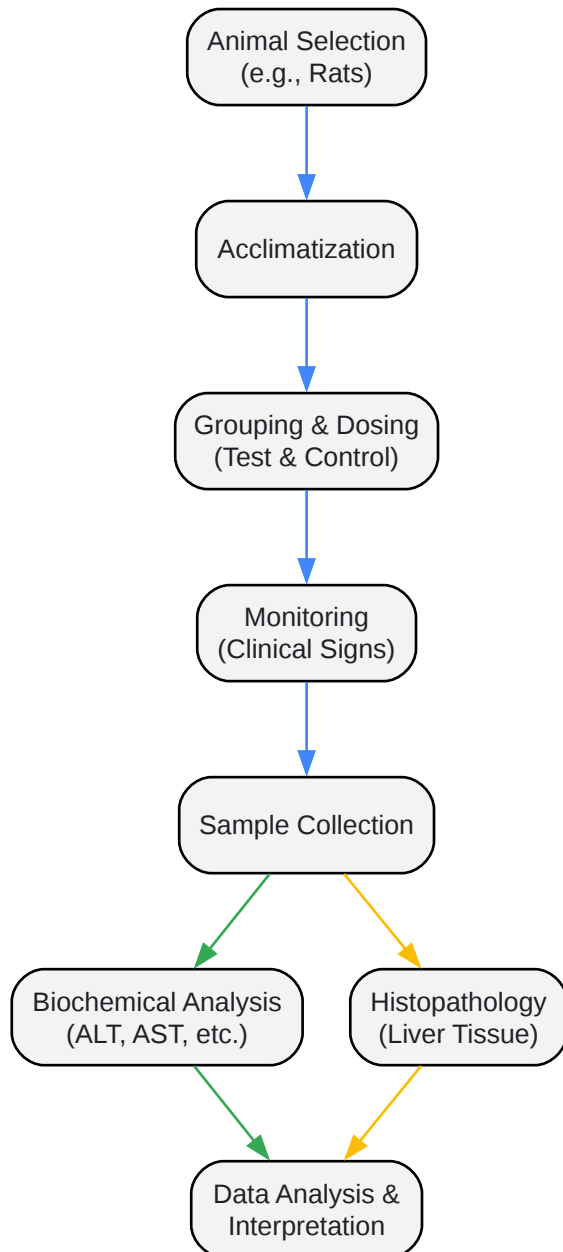 Animal Selection
(e.g., Rats)
Acclimatization
Grouping & Dosing
(Test & Control)
Monitoring
(Clinical Signs)
Sample Collection
Biochemical Analysis
(ALT, AST, etc.)
Histopathology
(Liver Tissue)
Data Analysis &
Interpretation